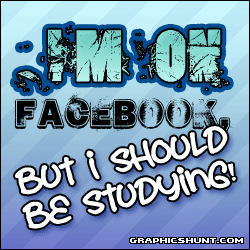 I'M ON
FACEBOOK,
BUT i SHOULD
BE STUDYING!
GRAPHICSHUNT.COM